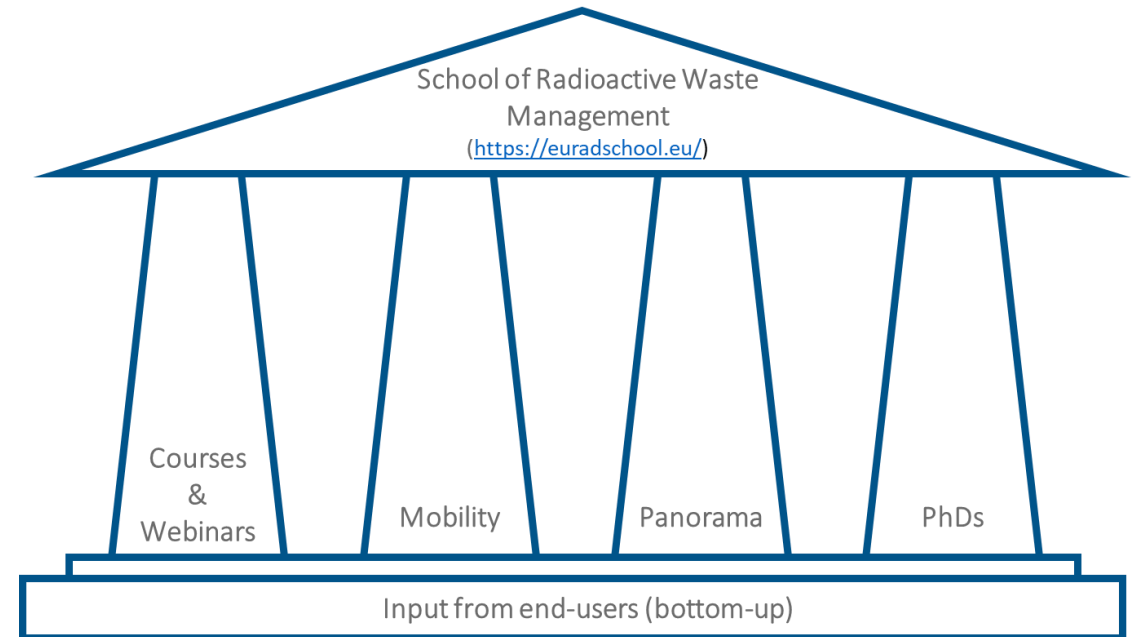 School of Radioactive Waste
Management
(https://euradschool.eu/)
Courses
&
Webinars
Mobility
Panorama
PhDs
Input from end-users (bottom-up)